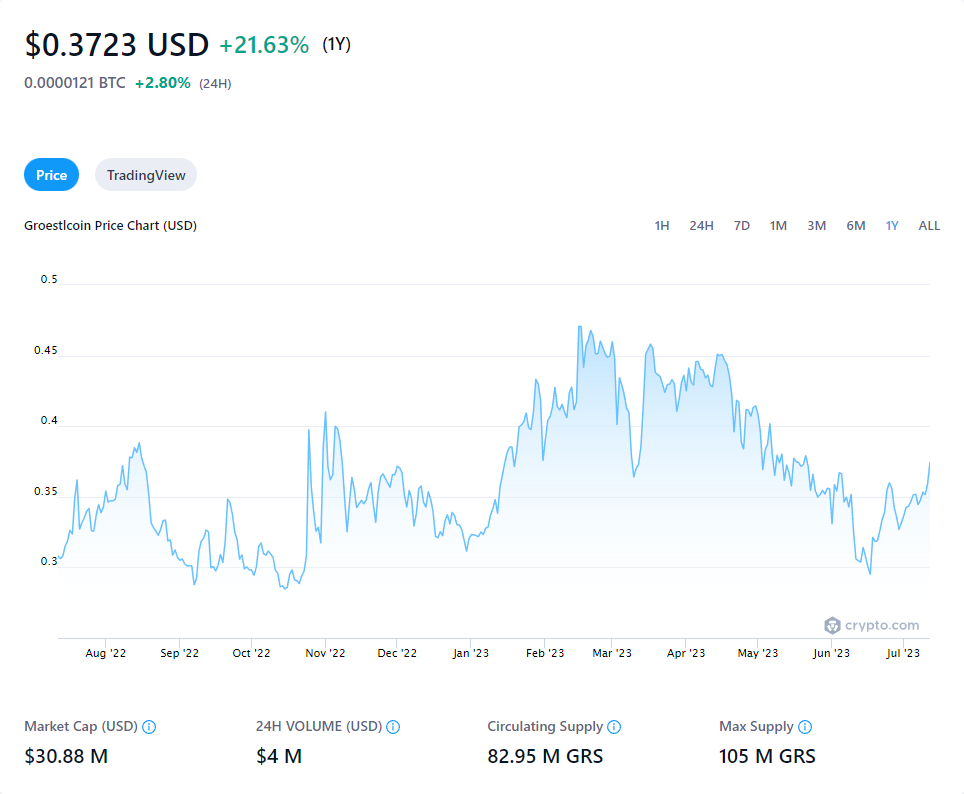 $0.3723 USD +21.63% (1Y)
0.0000121 BTC +2.80% (24H)
Price TradingView
Groestlcoin Price Chart (USD) 1H 24H 7D 1M 3M 6M 1Y ALL
0.5
0.45
0.4
0.35
0.3
crypto.com
Aug '22 Sep '22 Oct '22 Nov '22 Dec '22 Jan '23 Feb '23 Mar '23 Apr '23 May '23 Jun '23 Jul '23
Market Cap (USD) 24H VOLUME (USD) Circulating Supply Max Supply
$30.88 M $4 M 82.95 M GRS 105 M GRS